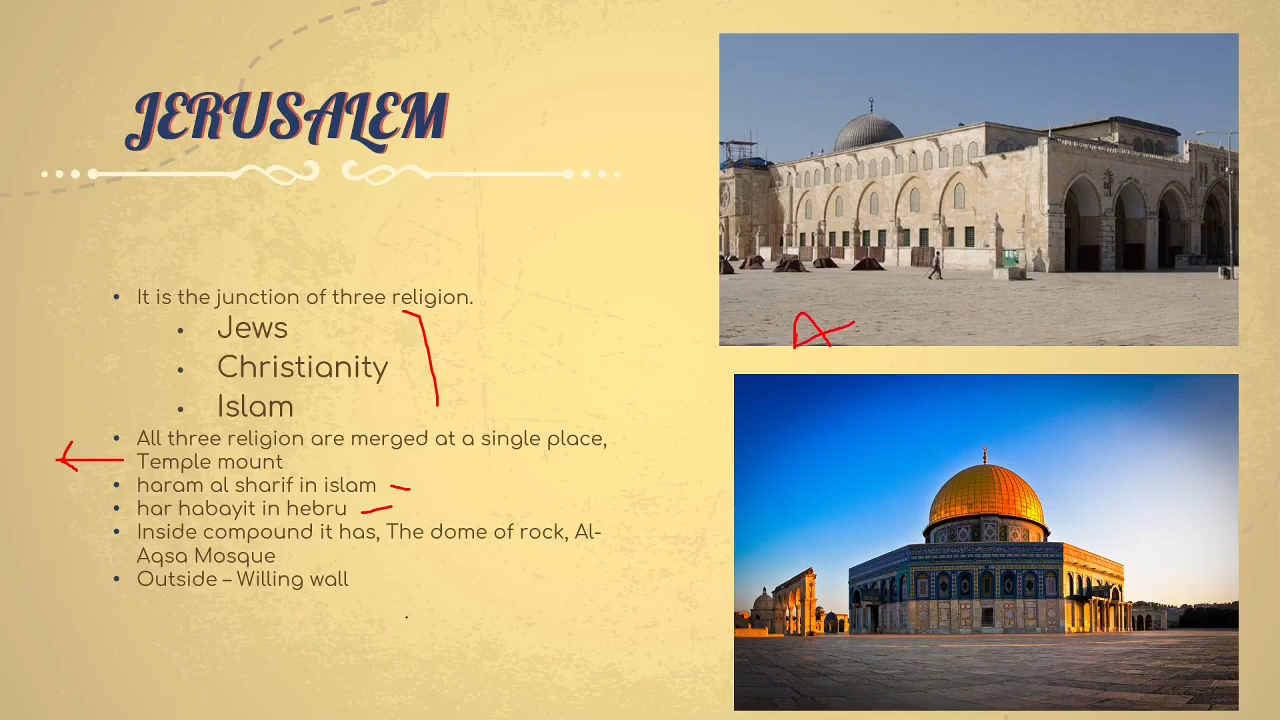 JERUSALEM
• It is the junction of three religion.
• Jews
• Christianity
• Islam
• All three religion are merged at a single place,
Temple mount
• haram al sharif in islam
• har habayit in hebru
• Inside compound it has, The dome of rock, Al-
Aqsa Mosque
• Outside – Willing wall